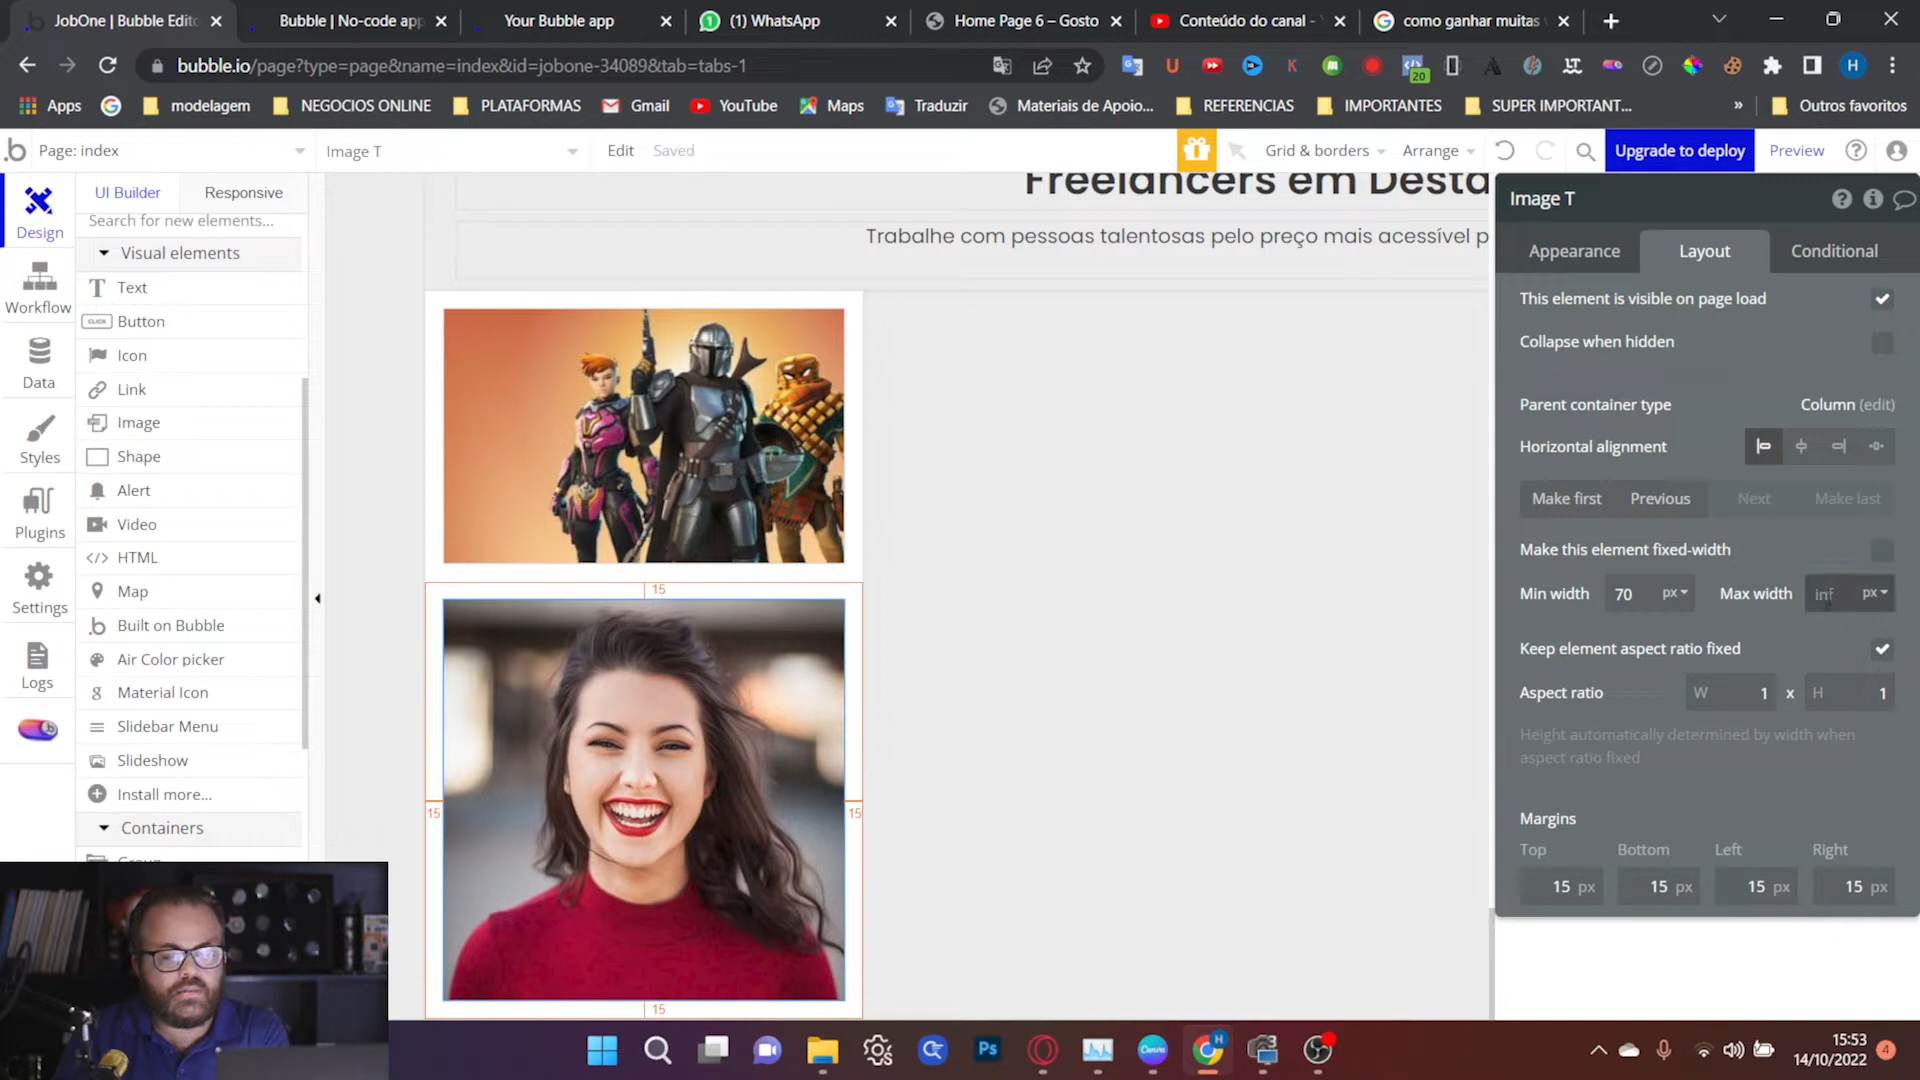 JobOne | Bubble Edito
Bubble | No-code app
Your Bubble app
(1) WhatsApp
Home Page 6 – Gosto
Conteúdo do canal -
como ganhar muitas
bubble.io/page?type=page&name=index&id=jobone-34089&tab=tabs-1
20
H
Apps
modelagem
NEGOCIOS ONLINE
PLATAFORMAS
Gmail
YouTube
Maps
Traduzir
Materiais de Apoio...
REFERENCIAS
IMPORTANTES
SUPER IMPORTANT...
»
Outros favoritos
Page: index
Image T
Edit
Saved
Grid & borders
Arrange
Upgrade to deploy
Preview
Design
Workflow
Data
Styles
Plugins
Settings
Logs
UI Builder
Responsive
Search for new elements...
Visual elements
Text
CLICK Button
Icon
Link
Image
Shape
Alert
Video
</> HTML
Map
Built on Bubble
Air Color picker
Material Icon
Slidebar Menu
Slideshow
Install more...
Containers
Group
Freelancers em Desta
Trabalhe com pessoas talentosas pelo preço mais acessível p
15
15
15
15
Image T
Appearance
Layout
Conditional
This element is visible on page load
Collapse when hidden
Parent container type
Column (edit)
Horizontal alignment
Make first
Previous
Next
Make last
Make this element fixed-width
Min width
70 px
Max width
inf px
Keep element aspect ratio fixed
Aspect ratio
W 1 x H 1
Height automatically determined by width when
aspect ratio fixed
Margins
Top
Bottom
Left
Right
15 px
15 px
15 px
15 px
Ps
Canva
H
15:53
14/10/2022
4